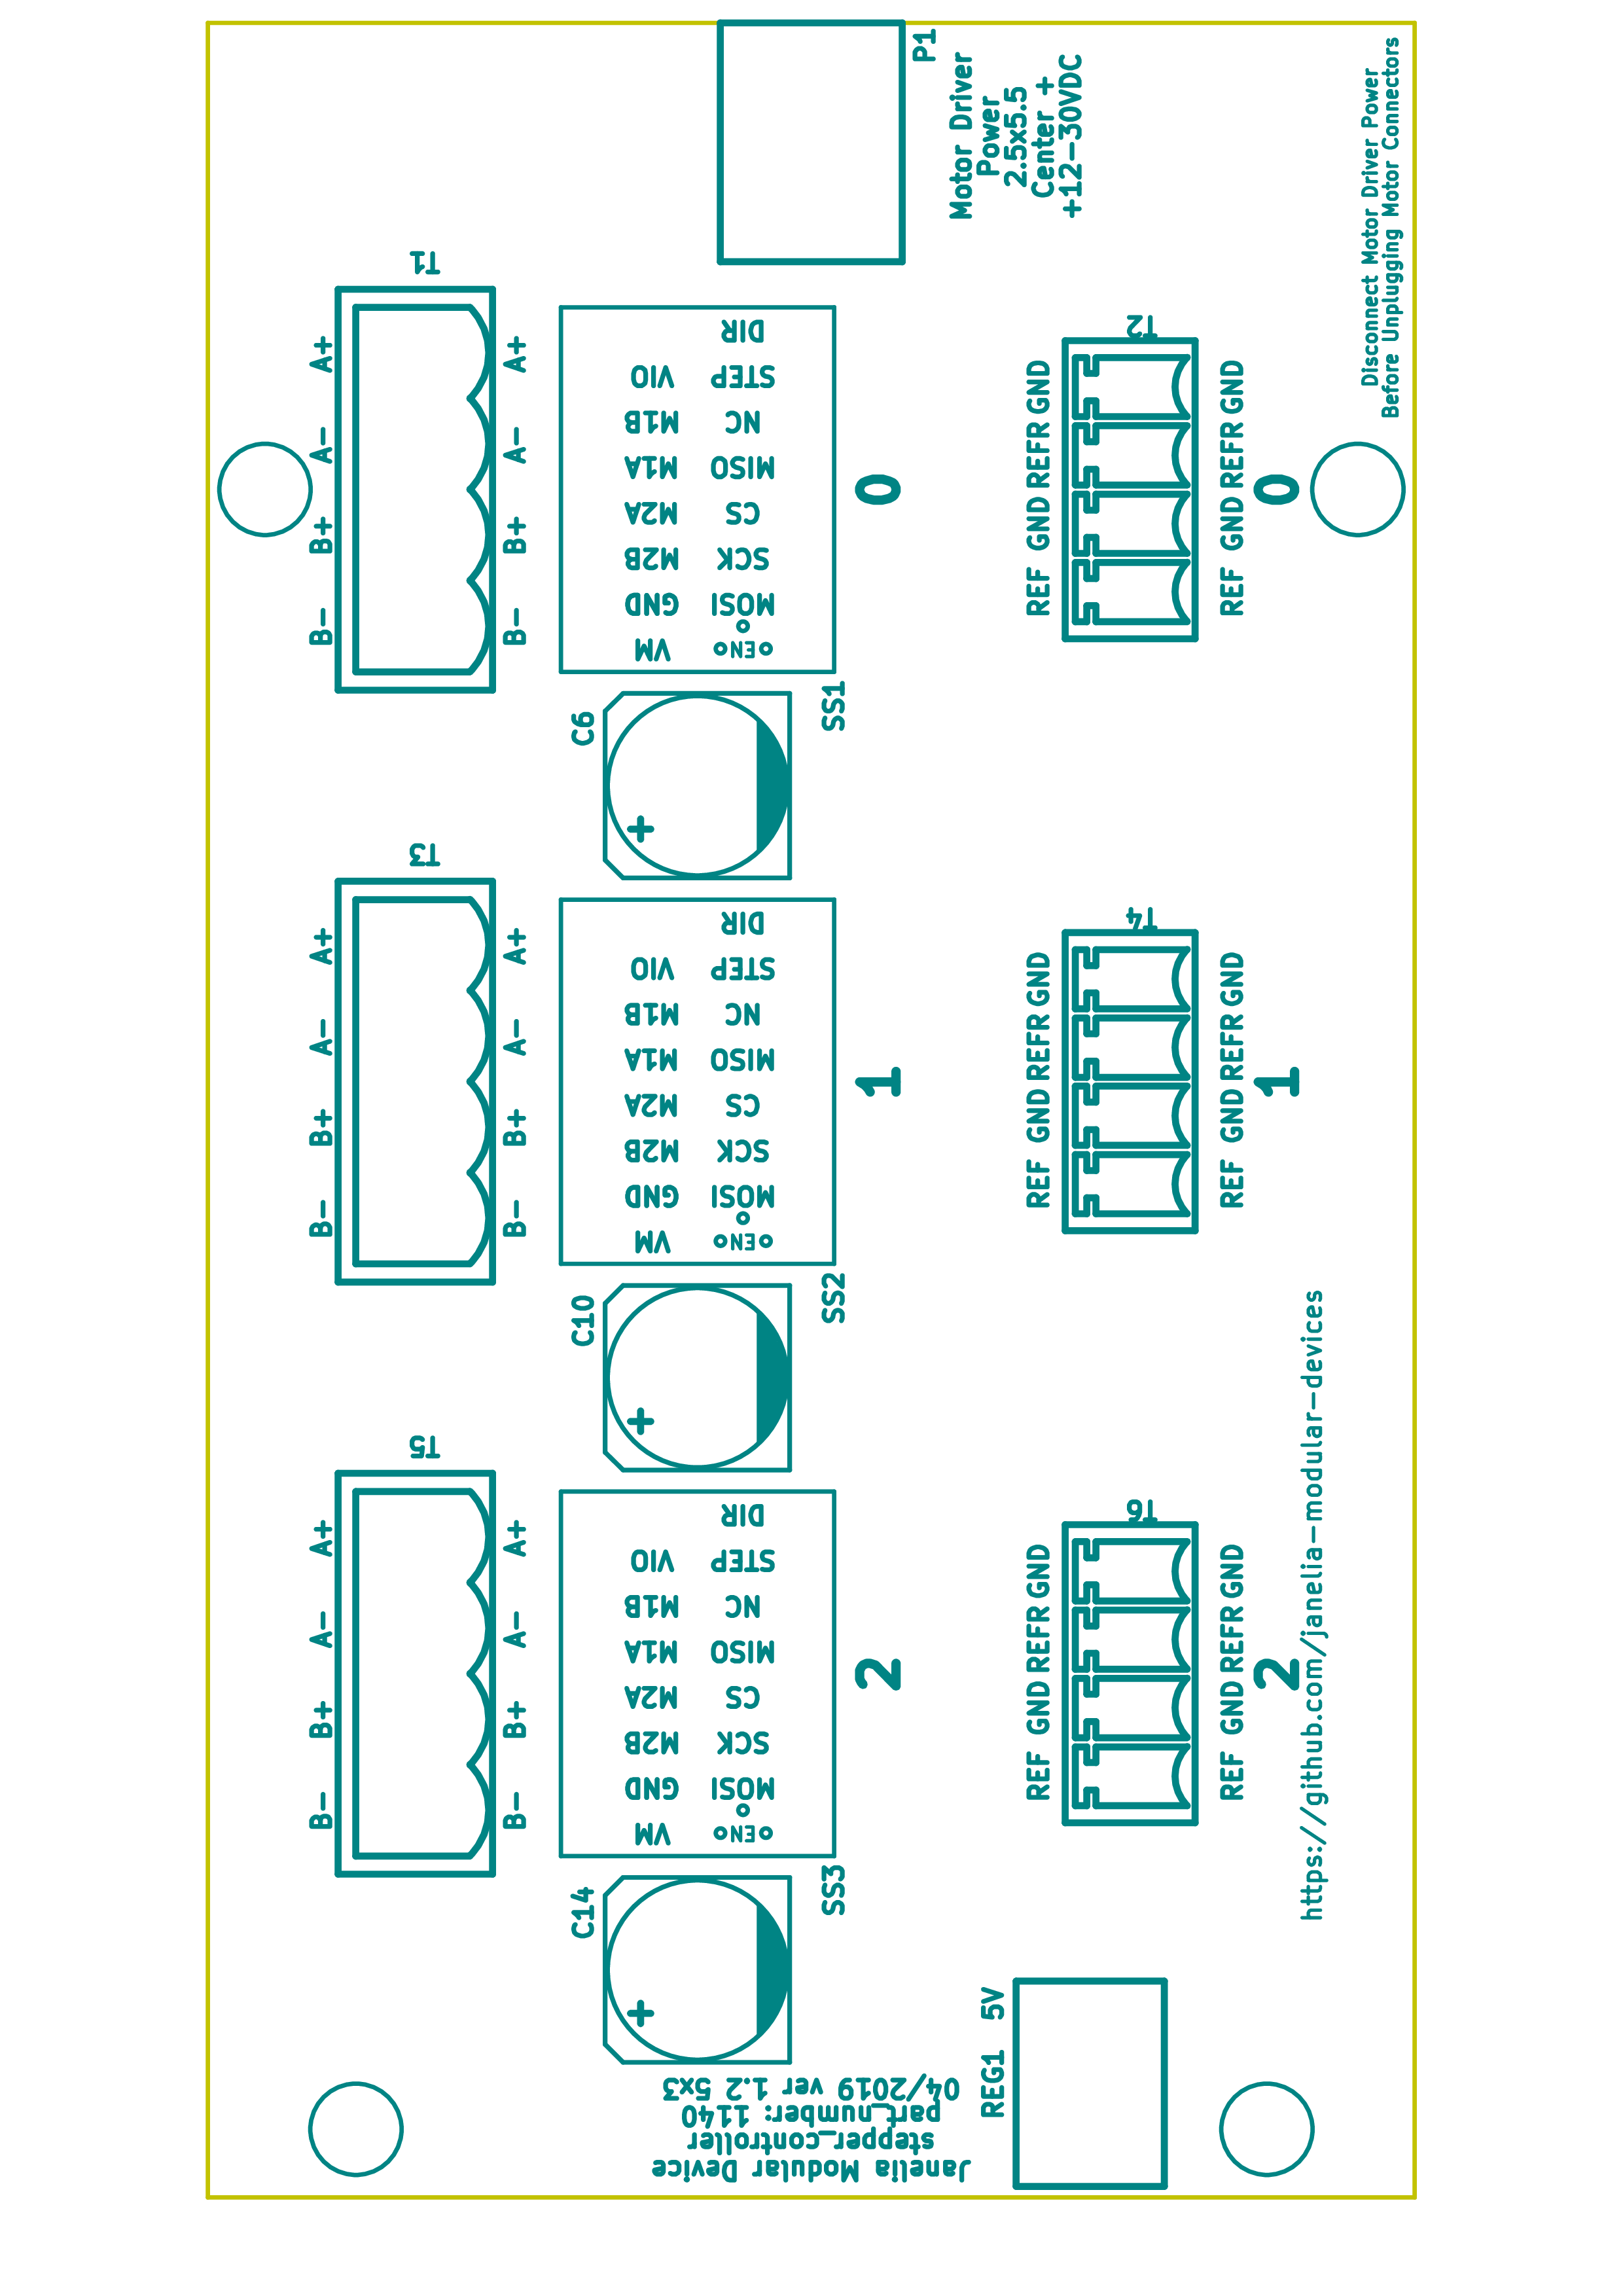 P1
Motor Driver
Power
2.5x5.5
Center +
+12-30VDC
Disconnect Motor Driver Power
Before Unplugging Motor Connectors
T1
A+ A+
A- A-
B+ B+
B- B-
DIR
VIO STEP
M1B NC
M1A MISO
M2A CS
M2B SCK
GND MOSI
VM EN
0
T2
GND GND
REFR REFR
GND GND
REF REF
0
C6
SS1
T3
A+ A+
A- A-
B+ B+
B- B-
DIR
VIO STEP
M1B NC
M1A MISO
M2A CS
M2B SCK
GND MOSI
VM EN
1
T4
GND GND
REFR REFR
GND GND
REF REF
1
C10
SS2
T5
A+ A+
A- A-
B+ B+
B- B-
DIR
VIO STEP
M1B NC
M1A MISO
M2A CS
M2B SCK
GND MOSI
VM EN
2
T6
GND GND
REFR REFR
GND GND
REF REF
2
https://github.com/janelia-modular-devices
C14
SS3
REG1 5V
Janelia Modular Device
stepper_controller
part_number: 1140
04/2019 ver 1.2 5x3